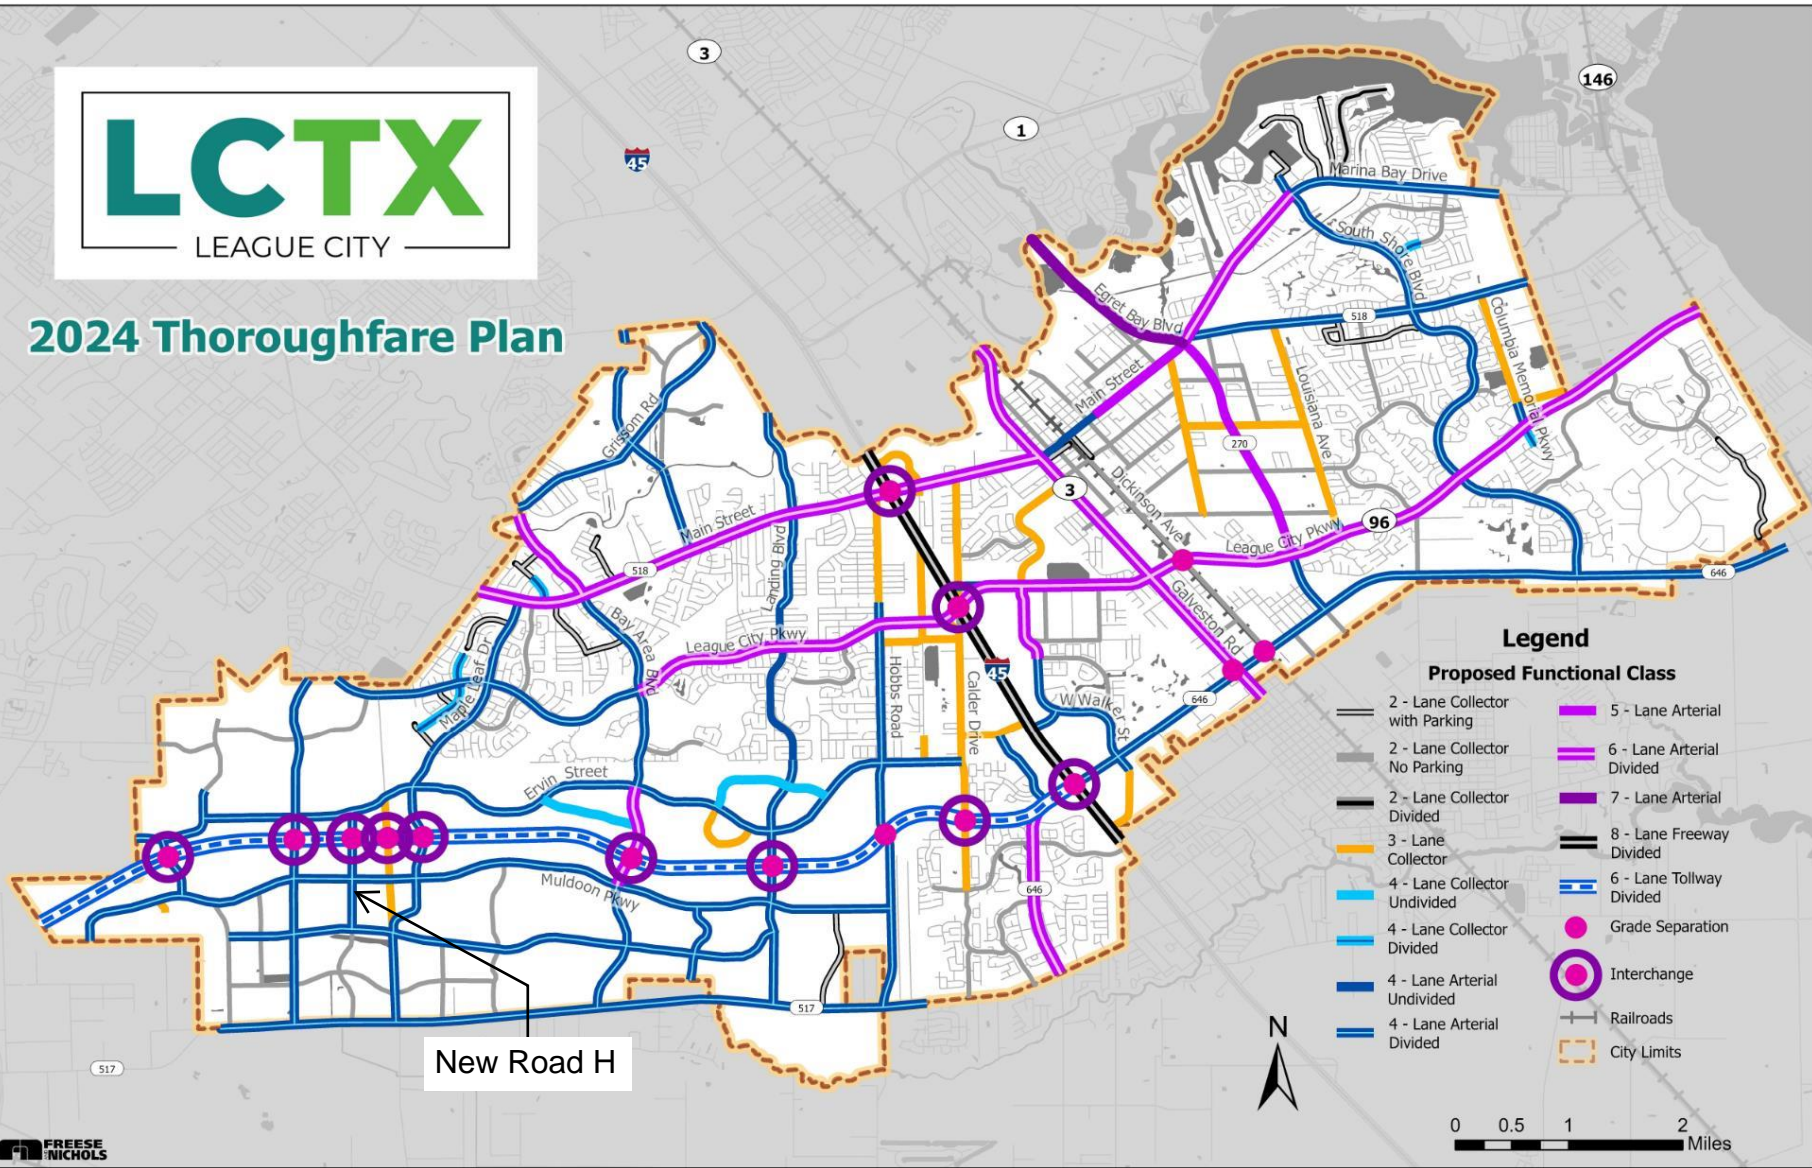 LCTX
LEAGUE CITY
2024 Thoroughfare Plan
3
45
1
146
Marina Bay Drive
South Shore Blvd
Egret Bay Blvd
518
Columbia Memorial Pkwy
Main Street
Louisiana Ave
270
Grissom Rd
3
Dickinson Ave
96
League City Pkwy
Main Street
518
Landing Blvd
646
Galveston Rd
Bay Area Blvd
League City Pkwy
Maple Leaf Dr
Hobbs Road
45
Calder Drive
W Walker St
646
Ervin Street
Muldoon Pkwy
646
517
517
New Road H
Legend
Proposed Functional Class
2 - Lane Collector
with Parking
2 - Lane Collector
No Parking
2 - Lane Collector
Divided
3 - Lane
Collector
4 - Lane Collector
Undivided
4 - Lane Collector
Divided
4 - Lane Arterial
Undivided
4 - Lane Arterial
Divided
5 - Lane Arterial
6 - Lane Arterial
Divided
7 - Lane Arterial
8 - Lane Freeway
Divided
6 - Lane Tollway
Divided
Grade Separation
Interchange
Railroads
City Limits
N
0 0.5 1 2
Miles
FREESE
NICHOLS